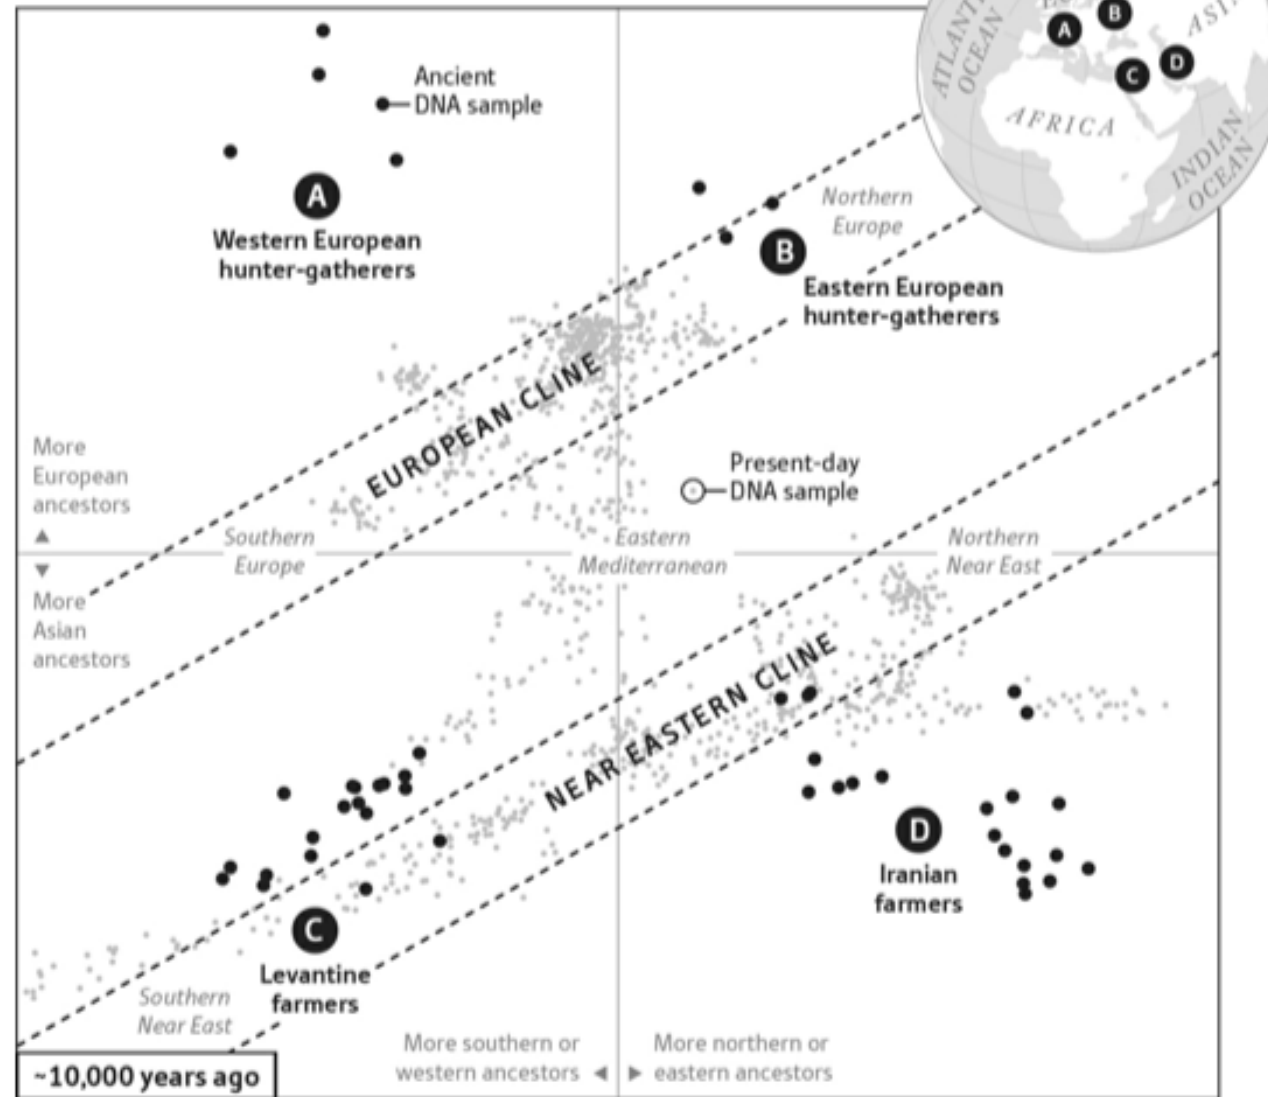 ATLANTIC
OCEAN
ASIA
A
B
C
D
AFRICA
INDIAN
OCEAN
Ancient
DNA sample
A
Western European
hunter-gatherers
Northern
Europe
B
Eastern European
hunter-gatherers
EUROPEAN CLINE
More
European
ancestors
Present-day
DNA sample
Southern
Europe
Eastern
Mediterranean
Northern
Near East
More
Asian
ancestors
NEAR EASTERN CLINE
D
Iranian
farmers
C
Levantine
farmers
Southern
Near East
More southern or
western ancestors
More northern or
eastern ancestors
~10,000 years ago